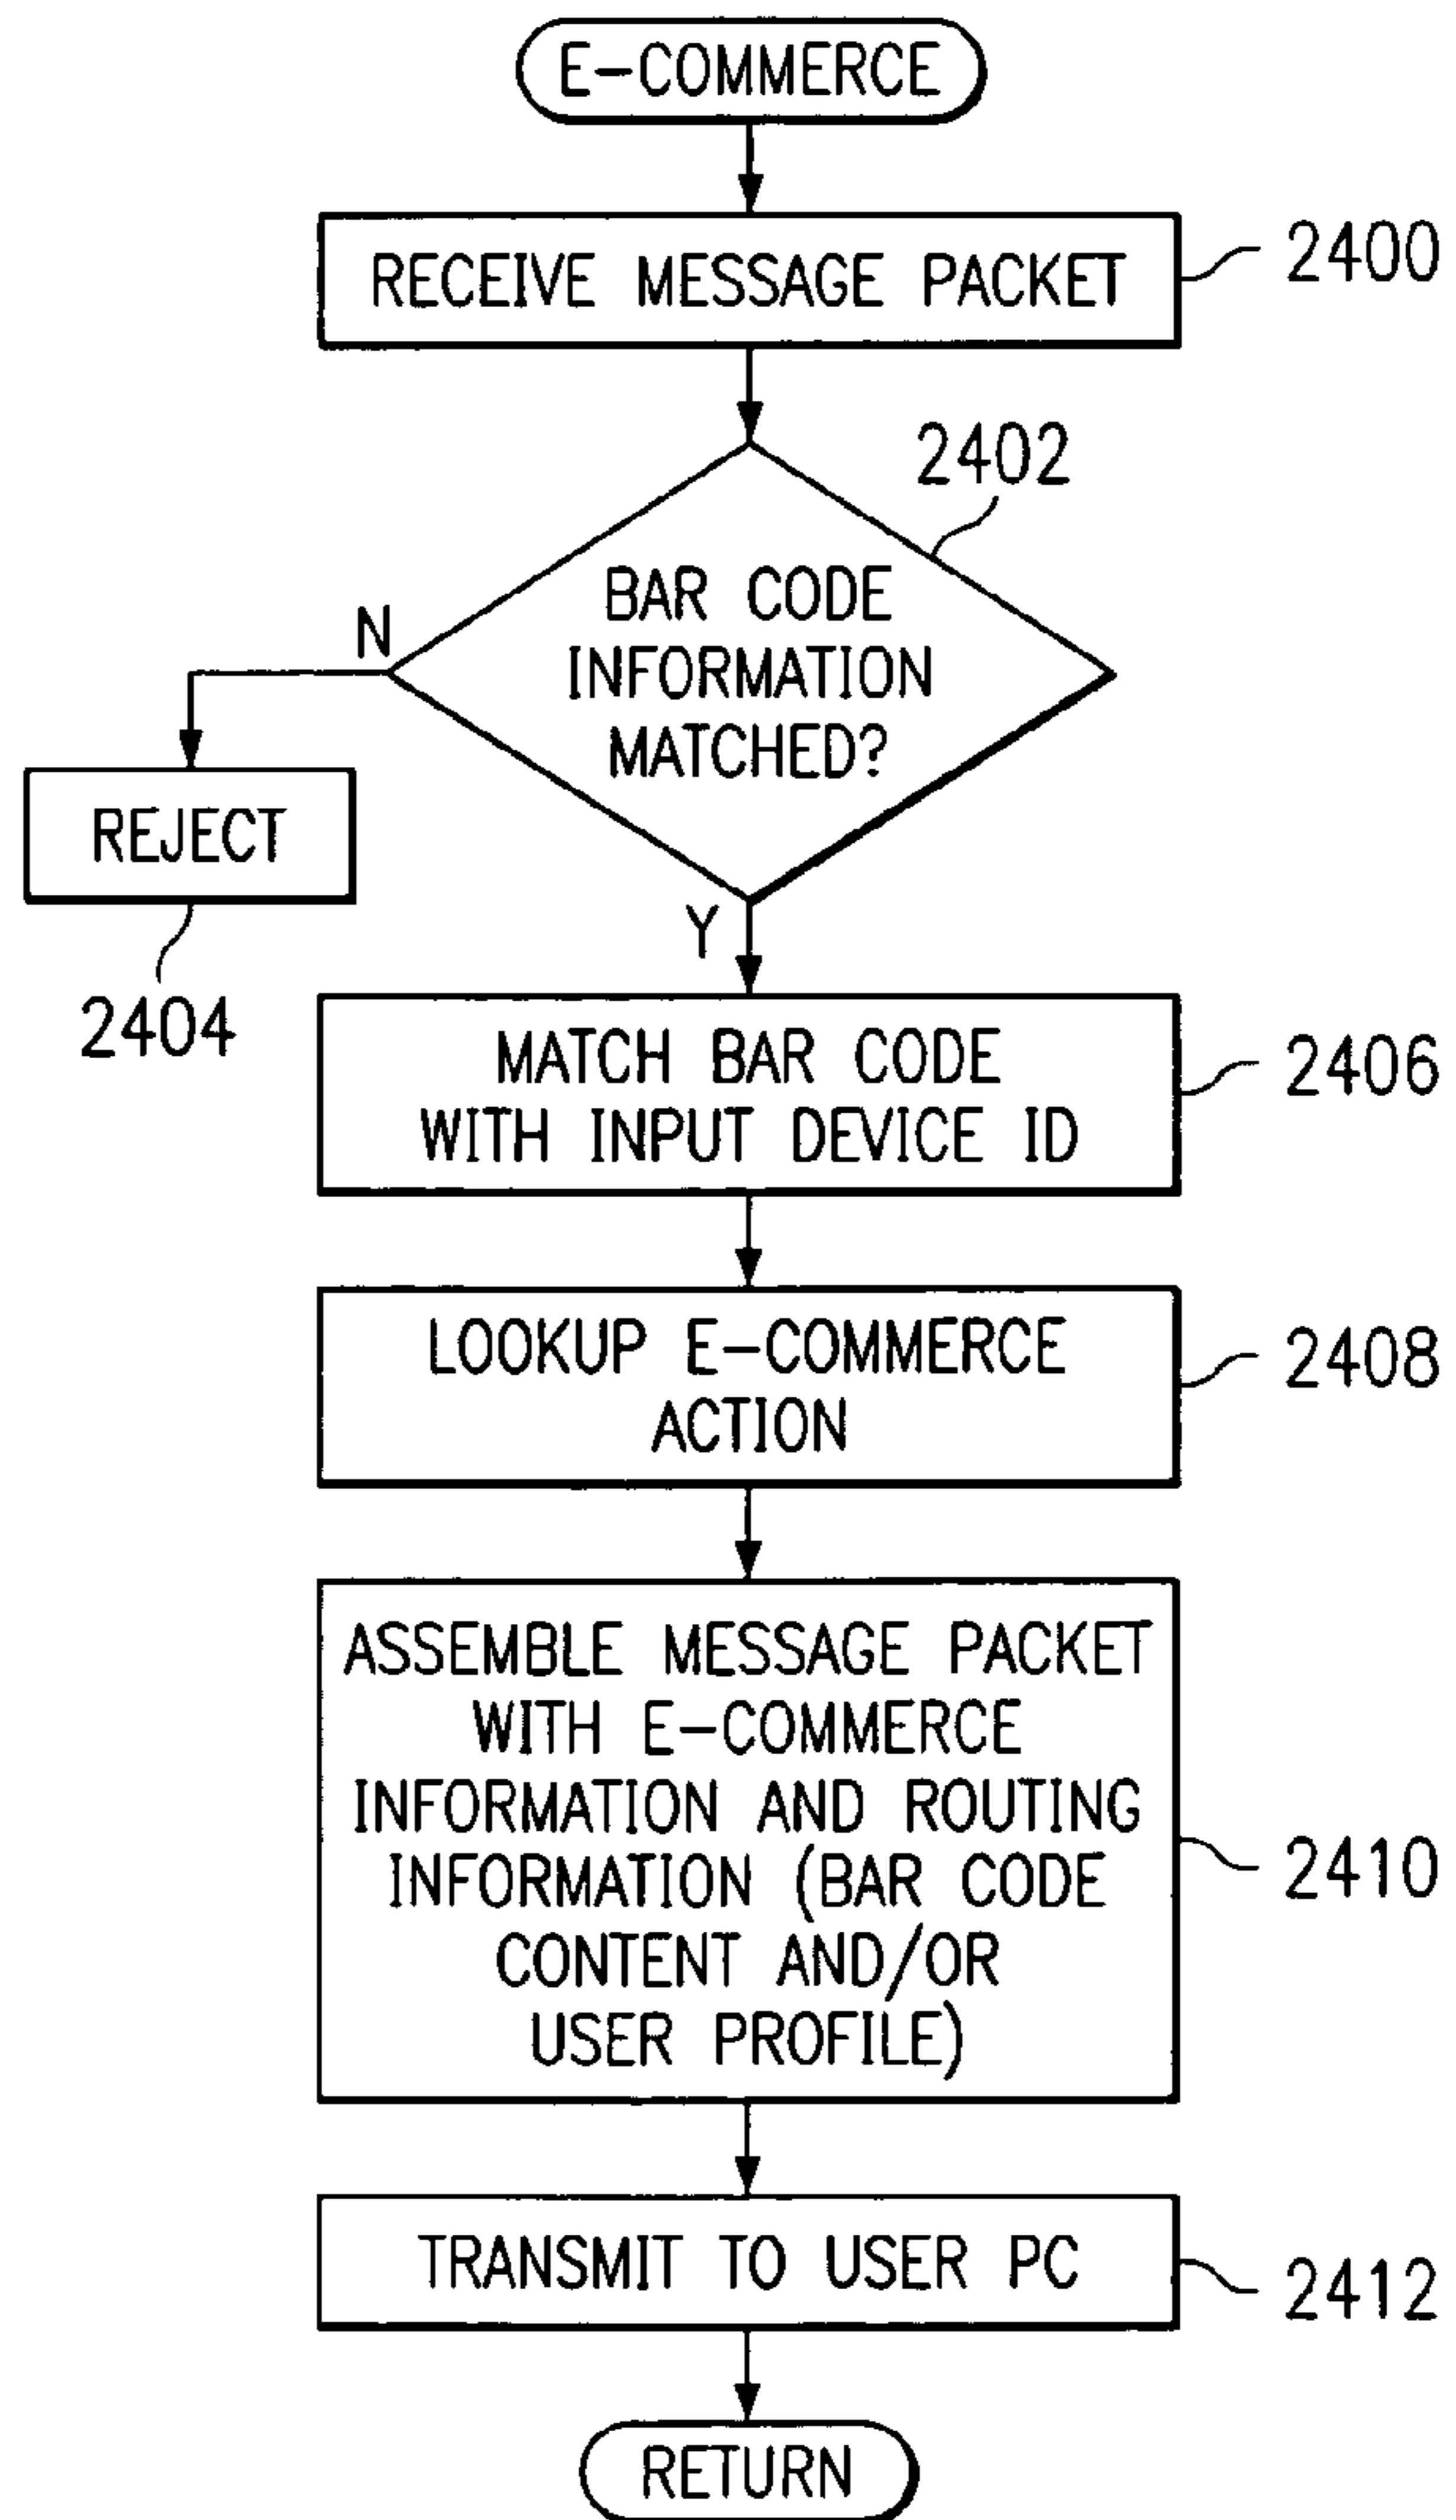 E-COMMERCE
RECEIVE MESSAGE PACKET
2400
2402
BAR CODE
INFORMATION
MATCHED?
N
REJECT
2404
Y
MATCH BAR CODE
WITH INPUT DEVICE ID
2406
LOOKUP E-COMMERCE
ACTION
2408
ASSEMBLE MESSAGE PACKET
WITH E-COMMERCE
INFORMATION AND ROUTING
INFORMATION (BAR CODE
CONTENT AND/OR
USER PROFILE)
2410
TRANSMIT TO USER PC
2412
RETURN